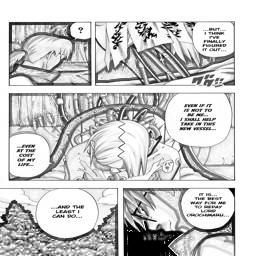 ...BUT...
I THINK
I'VE
FINALLY
FIGURED
IT OUT...
?
EVEN IF IT
IS NOT TO
BE ME...
I SHALL HELP
TAKE IN THIS
NEW VESSEL...
...EVEN
AT THE
COST
OF MY
LIFE...
IT IS...
THE BEST
WAY FOR ME
TO REPAY
LORD
OROCHIMARU...
...AND THE
LEAST I
CAN DO...